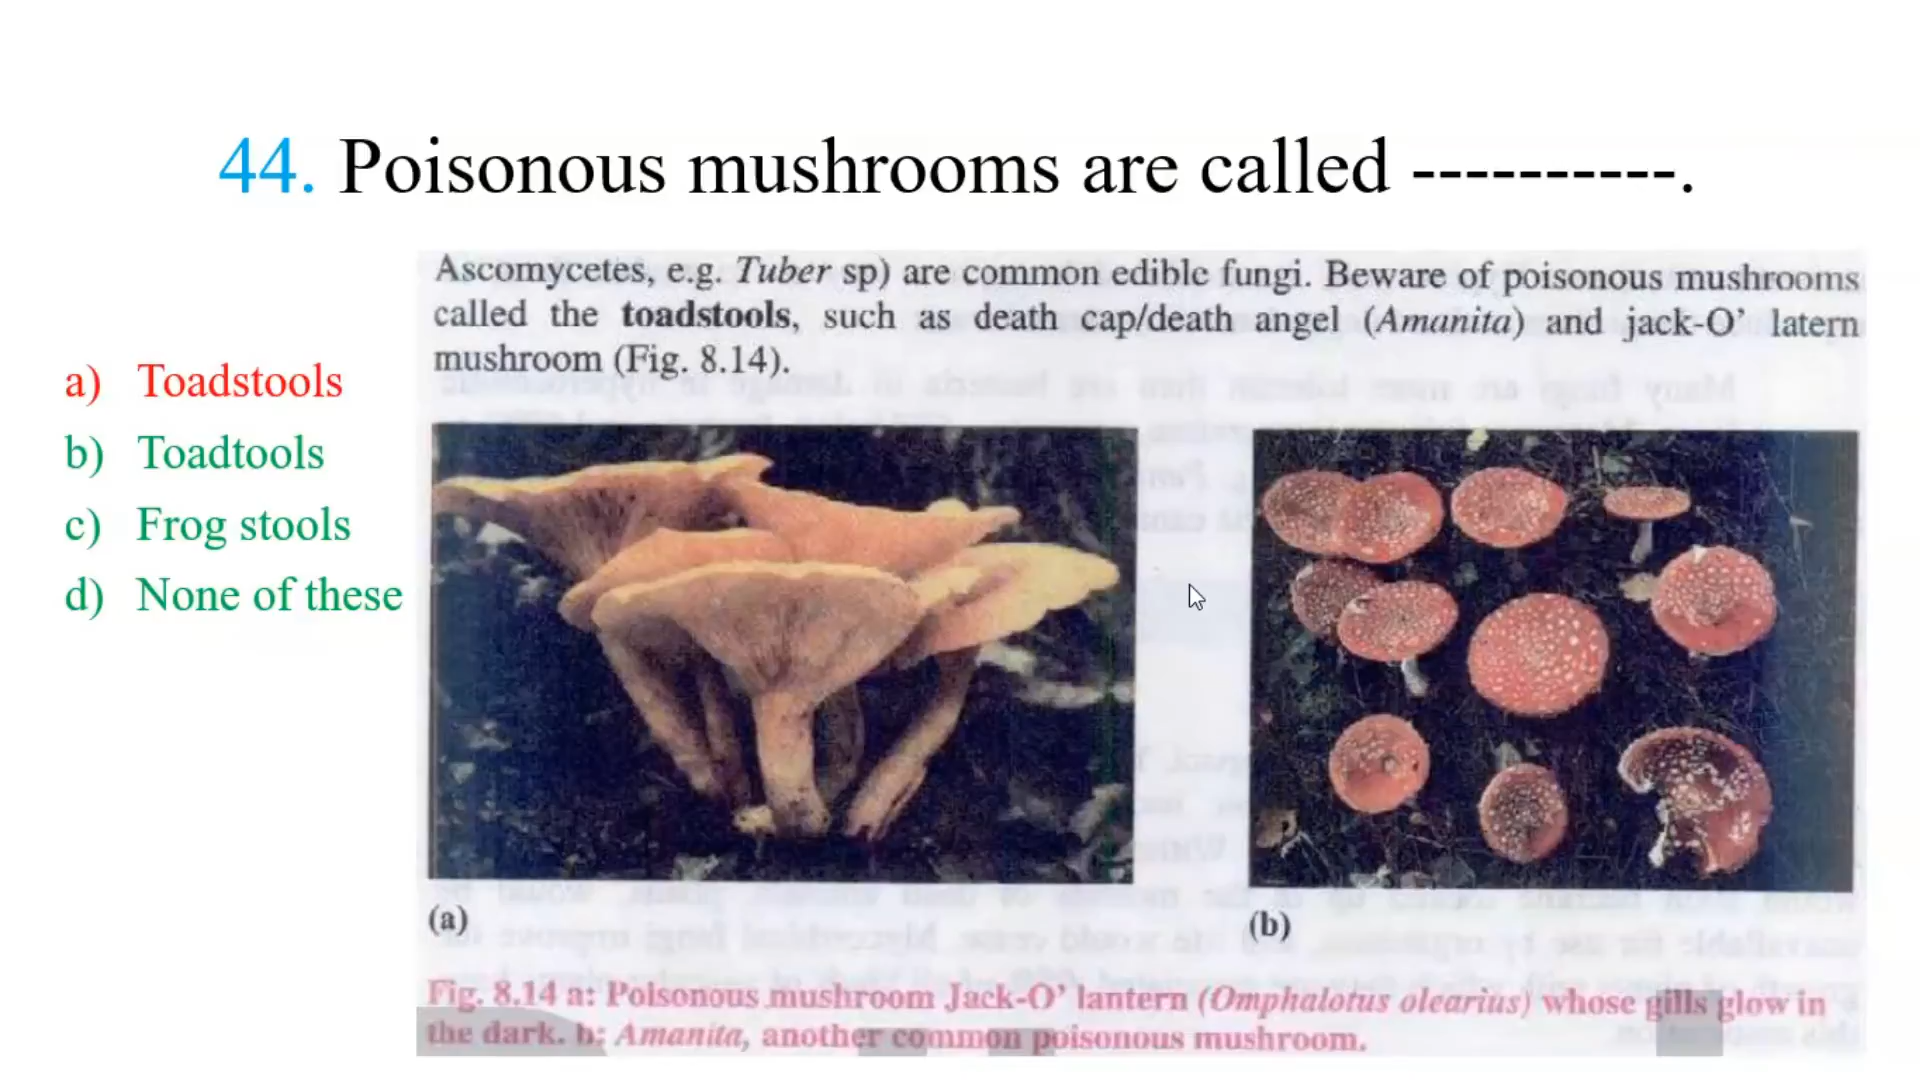 44. Poisonous mushrooms are called ----------.
Ascomycetes, e.g. Tuber sp) are common edible fungi. Beware of poisonous mushrooms
called the toadstools, such as death cap/death angel (Amanita) and jack-O’ latern
mushroom (Fig. 8.14).
a) Toadstools
b) Toadtools
c) Frog stools
d) None of these
(a)
(b)
Fig. 8.14 a: Poisonous mushroom Jack-O’ lantern (Omphalotus olearius) whose gills glow in
the dark. b: Amanita, another common poisonous mushroom.